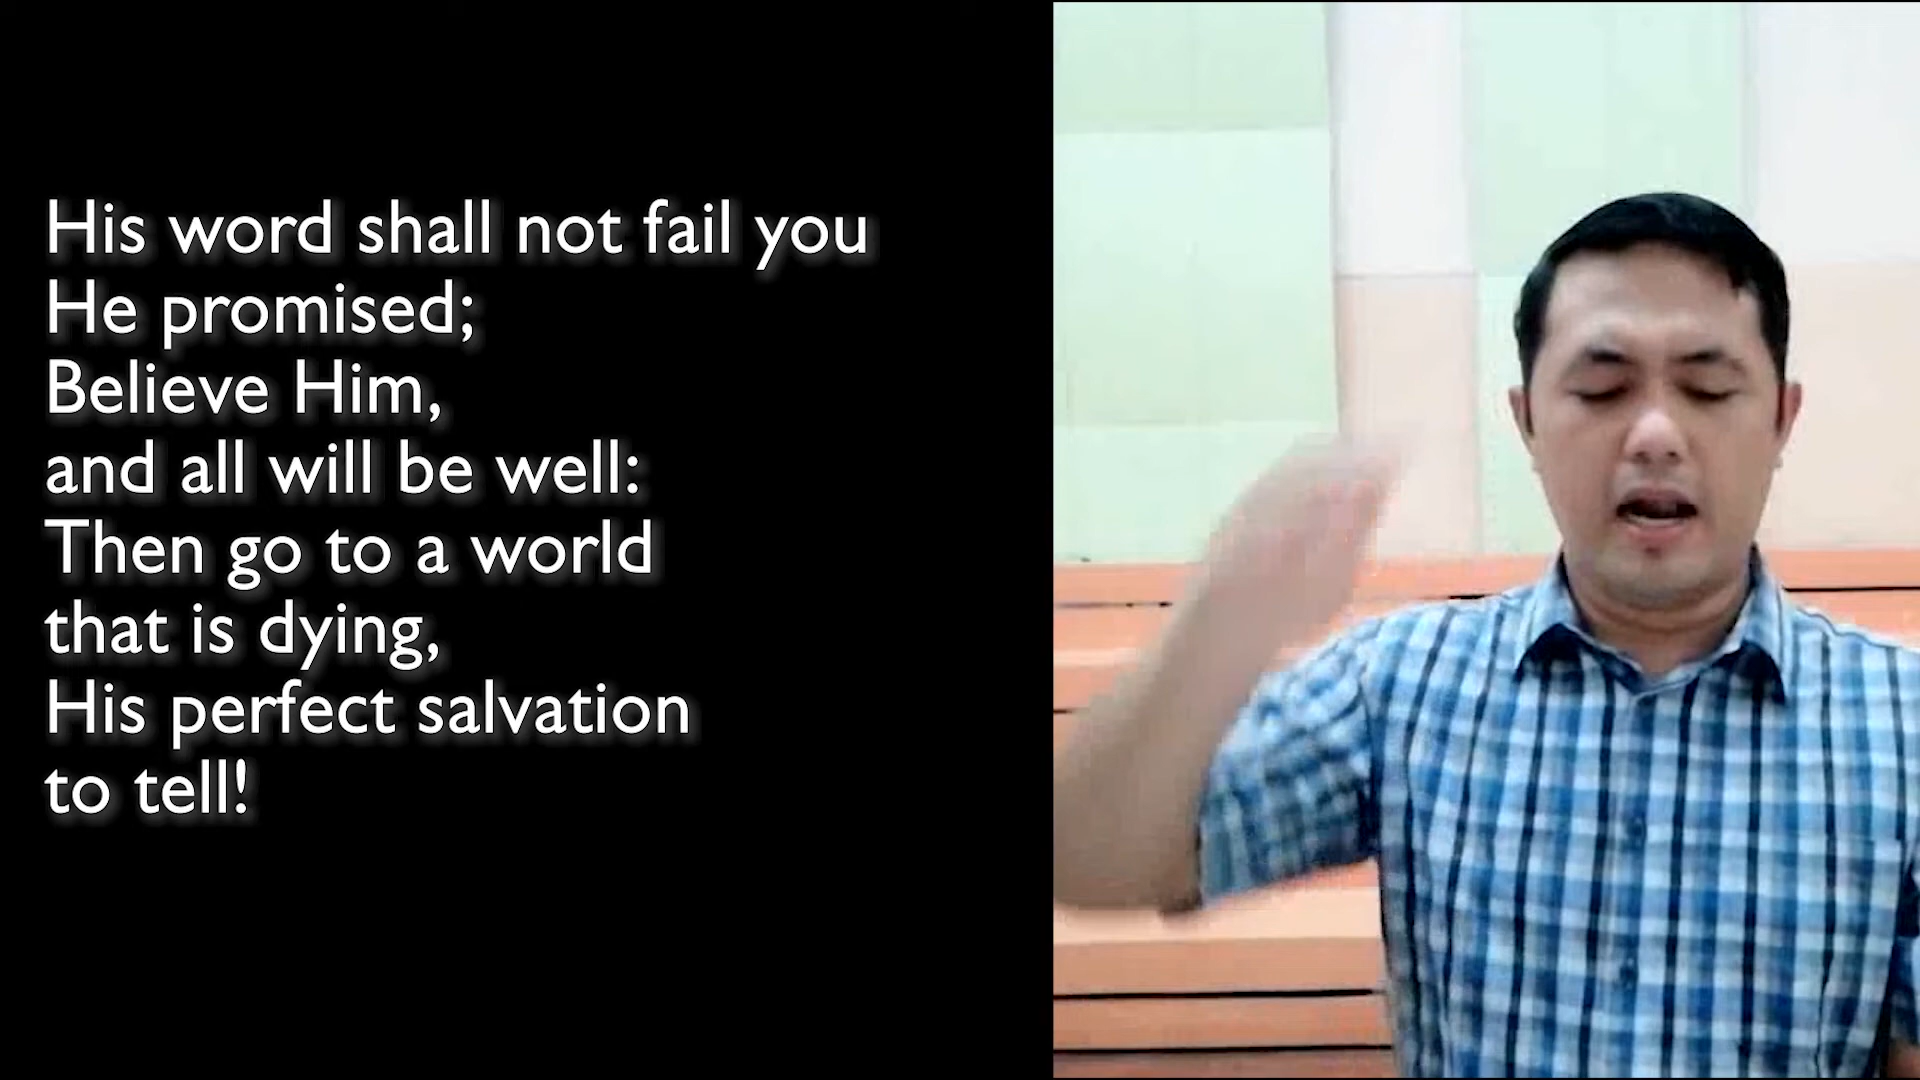 His word shall not fail you
He promised;
Believe Him,
and all will be well:
Then go to a world
that is dying,
His perfect salvation
to tell!